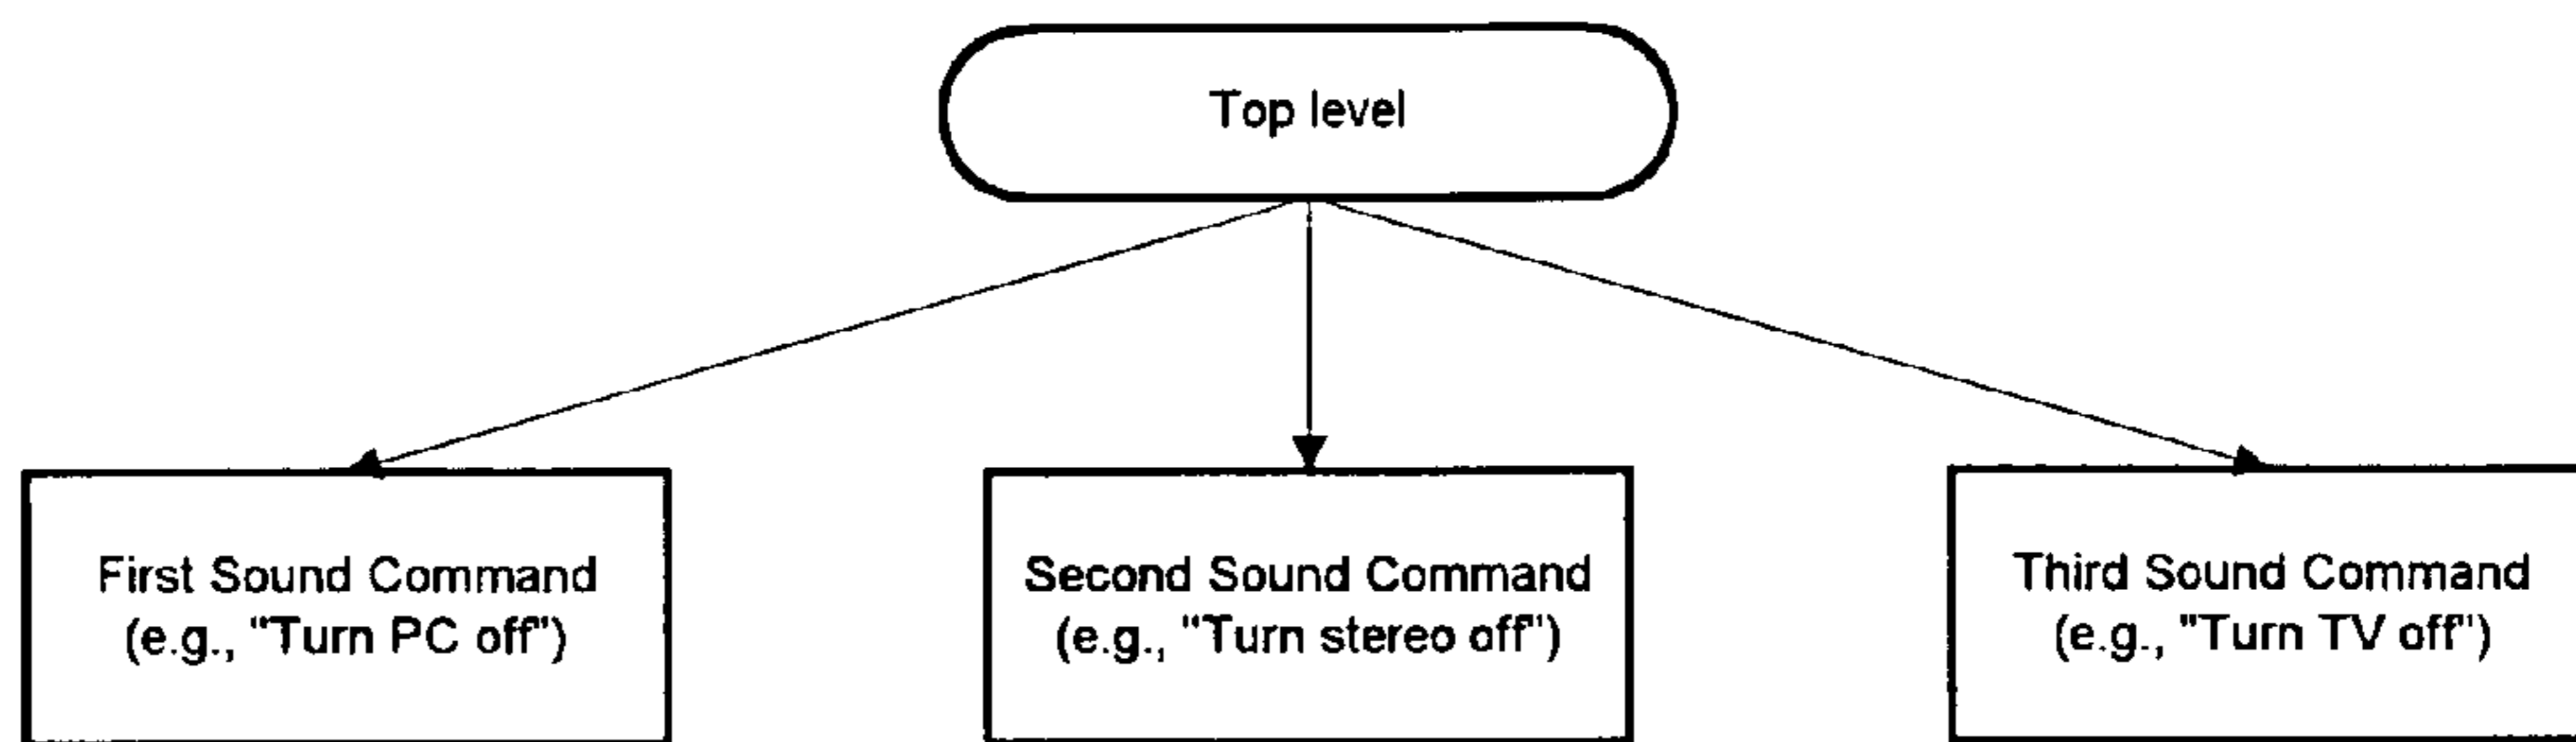 Top level
First Sound Command
(e.g., "Turn PC off")
Second Sound Command
(e.g., "Turn stereo off")
Third Sound Command
(e.g., "Turn TV off")